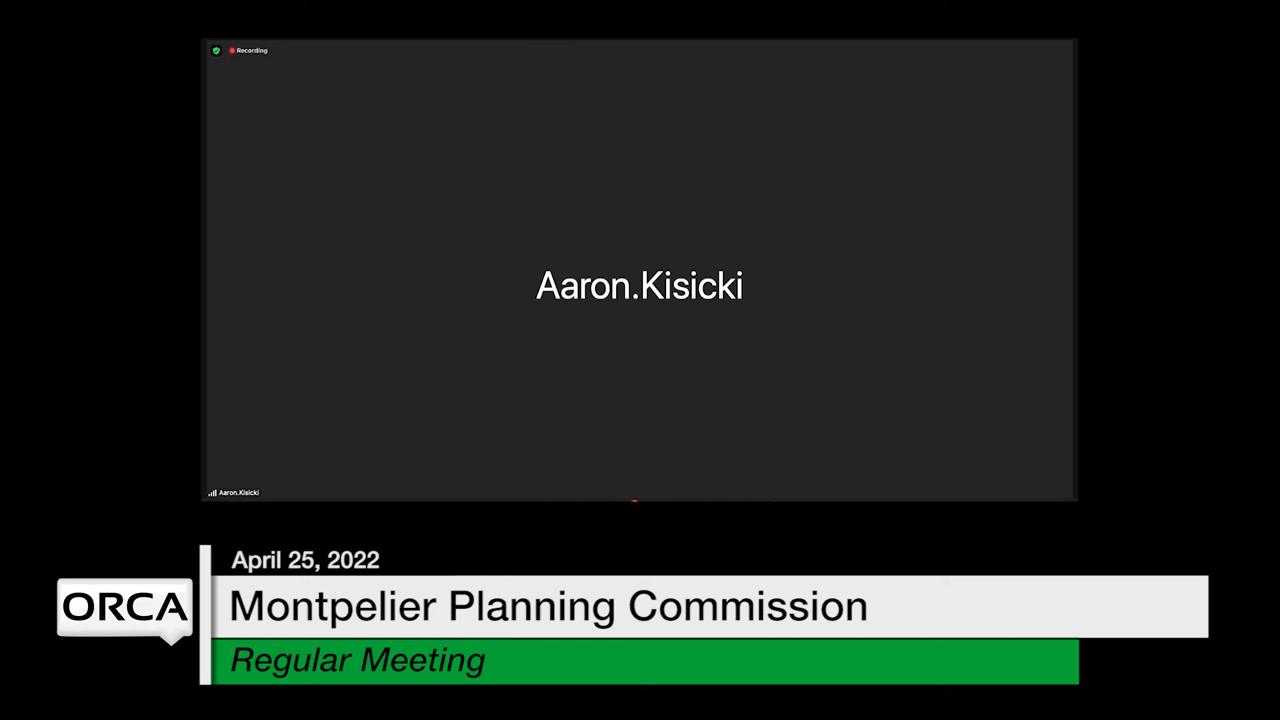 Recording
Aaron.Kisicki
Aaron.Kisicki
April 25, 2022
ORCA
Montpelier Planning Commission
Regular Meeting